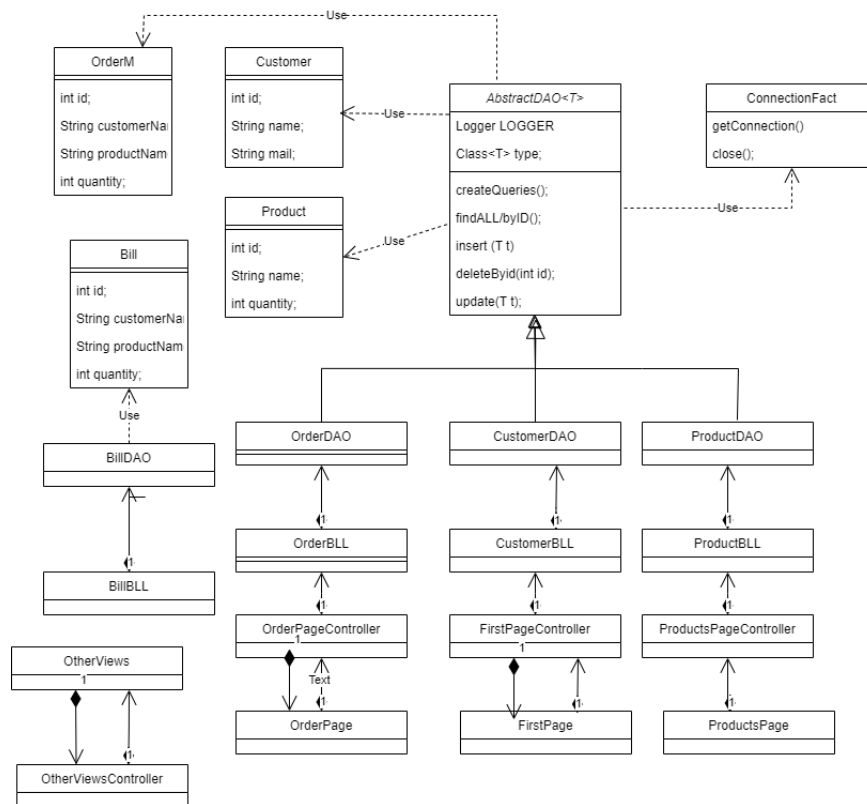 Use
OrderM
int id;
String customerNa
String productNam
int quantity;
Customer
int id;
String name;
String mail;
Use
AbstractDAO<T>
Logger LOGGER
Class<T> type;
createQueries();
findALL/byID();
insert (T t)
deleteByid(int id);
update(T t);
ConnectionFact
getConnection()
close();
Use
Product
int id;
String name;
int quantity;
Use
Bill
int id;
String customerNa
String productNam
int quantity;
Use
BillDAO
1
BillBLL
OrderDAO
1
OrderBLL
1
OrderPageController
1
Text
1
OrderPage
CustomerDAO
1
CustomerBLL
1
FirstPageController
1
1
FirstPage
ProductDAO
1
ProductBLL
1
ProductsPageController
1
ProductsPage
OtherViews
1
1
OtherViewsController